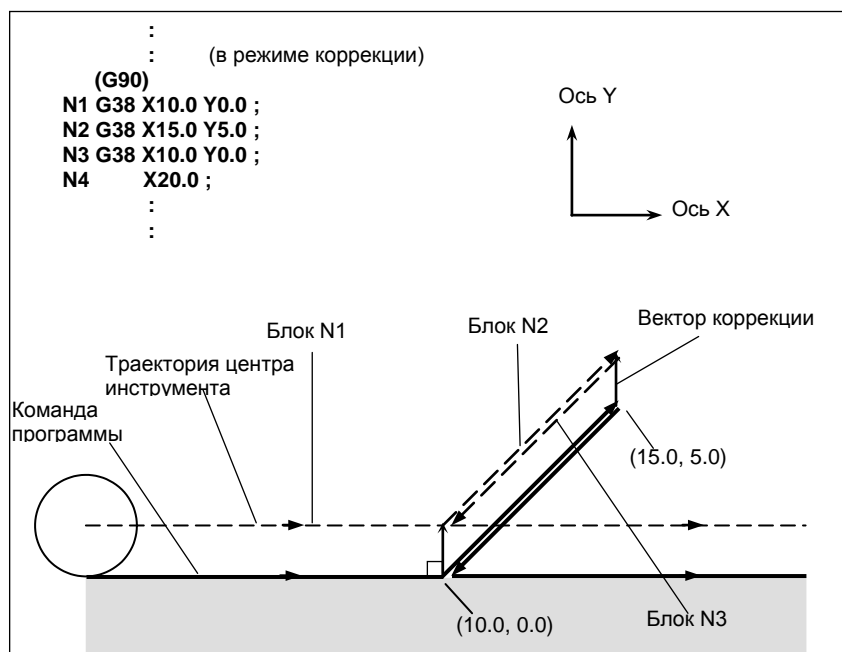 :
: (в режиме коррекции)
(G90)
N1 G38 X10.0 Y0.0 ;
N2 G38 X15.0 Y5.0 ;
N3 G38 X10.0 Y0.0 ;
N4 X20.0 ;
:
:
Ось Y
Ось X
Блок N1
Блок N2
Вектор коррекции
Траектория центра
инструмента
Команда
программы
(15.0, 5.0)
(10.0, 0.0)
Блок N3